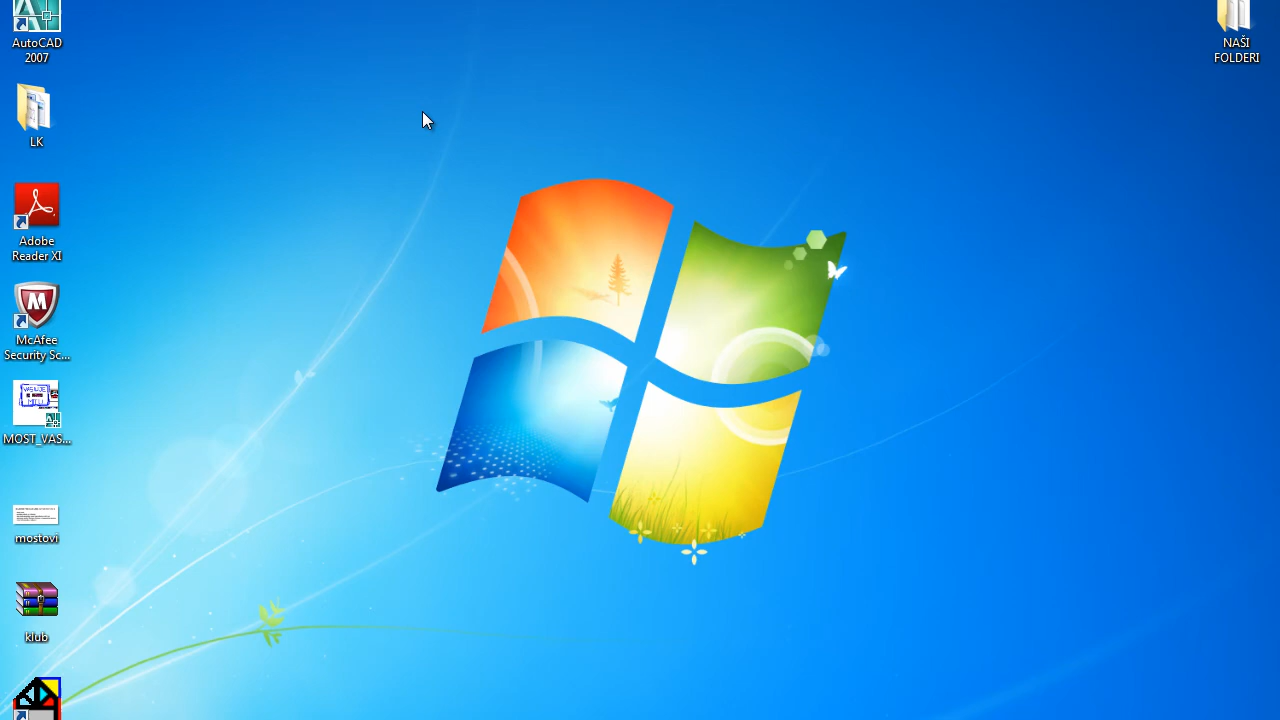 AutoCAD
2007
LK
Adobe
Reader XI
McAfee
Security Sc...
MOST_VAS...
mostovi
klub
NAŠI
FOLDERI